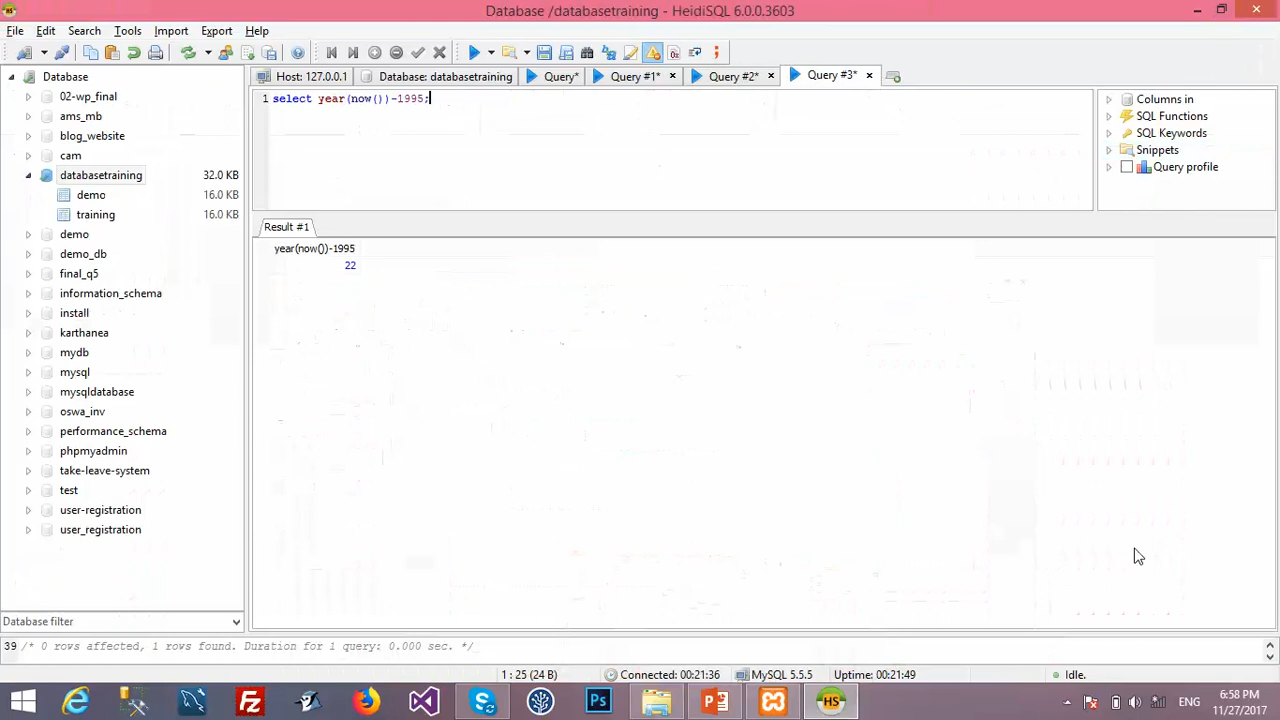 Database /databasetraining - HeidiSQL 6.0.0.3603
File Edit Search Tools Import Export Help
Database
02-wp_final
ams_mb
blog_website
cam
databasetraining 32.0 KB
demo 16.0 KB
training 16.0 KB
demo
demo_db
final_q5
information_schema
install
karthanea
mydb
mysql
mysqldatabase
oswa_inv
performance_schema
phpmyadmin
take-leave-system
test
user-registration
user_registration
Database filter
Host: 127.0.0.1 Database: databasetraining Query* Query #1* Query #2* Query #3*
1 select year(now())-1995;
Columns in
SQL Functions
SQL Keywords
Snippets
Query profile
Result #1
year(now())-1995
22
39 /* 0 rows affected, 1 rows found. Duration for 1 query: 0.000 sec. */
1 : 25 (24 B) Connected: 00:21:36 MySQL 5.5.5 Uptime: 00:21:49 Idle.
ENG
6:58 PM
11/27/2017